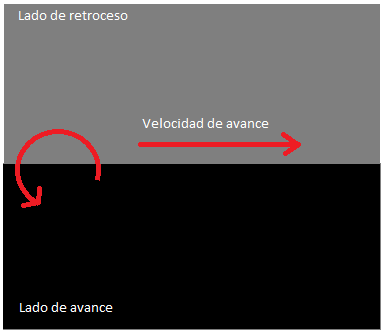 Lado de retroceso
Velocidad de avance
Lado de avance